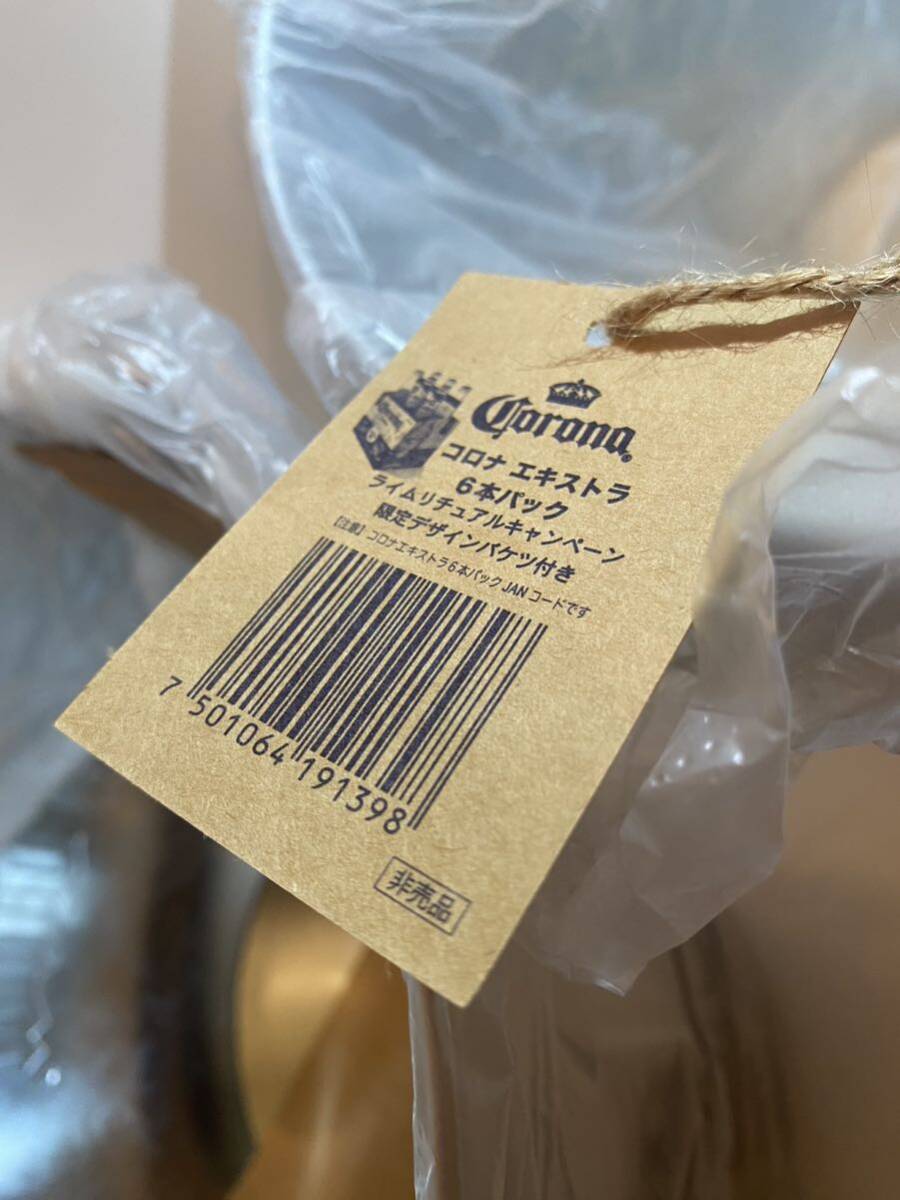 Corona
コロナ エキストラ
6本パック
ライムリチュアルキャンペーン
限定デザインバケツ付き
【注意】コロナエキストラ6本パック JANコードです
7 501064 191398
非売品